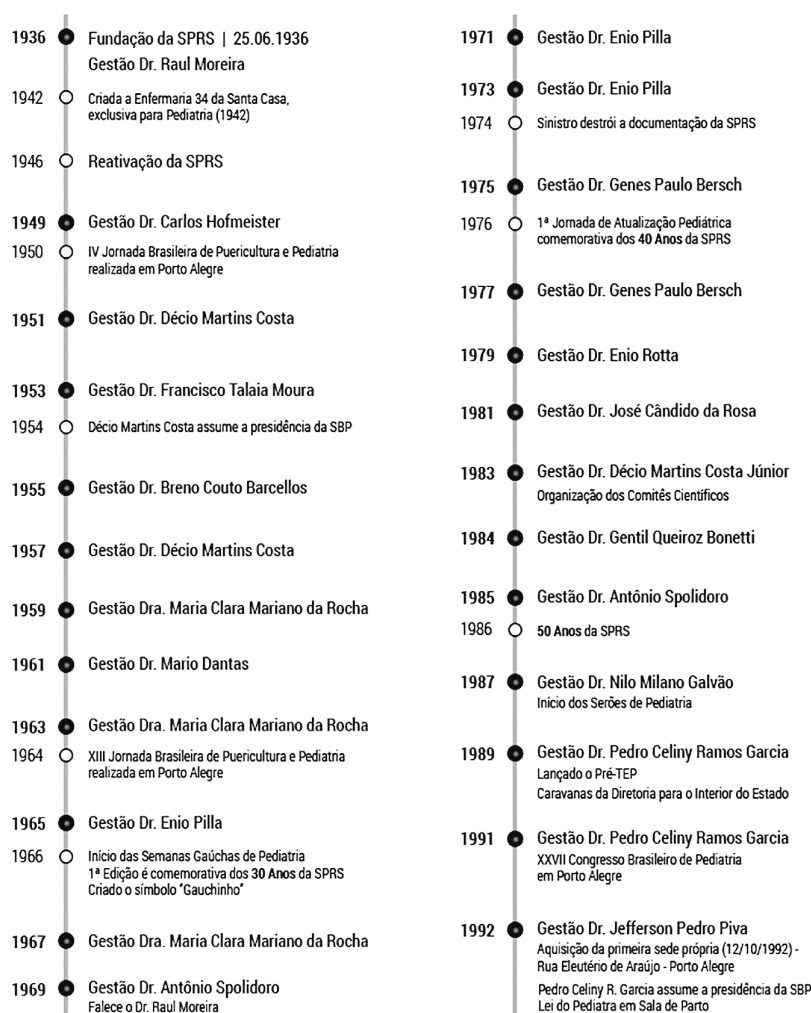 1936 Fundação da SPRS | 25.06.1936
Gestão Dr. Raul Moreira
1942 Criada a Enfermaria 34 da Santa Casa,
exclusiva para Pediatria (1942)
1946 Reativação da SPRS
1949 Gestão Dr. Carlos Hofmeister
1950 IV Jornada Brasileira de Puericultura e Pediatria
realizada em Porto Alegre
1951 Gestão Dr. Décio Martins Costa
1953 Gestão Dr. Francisco Talaia Moura
1954 Décio Martins Costa assume a presidência da SBP
1955 Gestão Dr. Breno Couto Barcellos
1957 Gestão Dr. Décio Martins Costa
1959 Gestão Dra. Maria Clara Mariano da Rocha
1961 Gestão Dr. Mario Dantas
1963 Gestão Dra. Maria Clara Mariano da Rocha
1964 XIII Jornada Brasileira de Puericultura e Pediatria
realizada em Porto Alegre
1965 Gestão Dr. Enio Pilla
1966 Início das Semanas Gaúchas de Pediatria
1ª Edição é comemorativa dos 30 Anos da SPRS
Criado o símbolo "Gauchinho"
1967 Gestão Dra. Maria Clara Mariano da Rocha
1969 Gestão Dr. Antônio Spolidoro
Falece o Dr. Raul Moreira
1971 Gestão Dr. Enio Pilla
1973 Gestão Dr. Enio Pilla
1974 Sinistro destrói a documentação da SPRS
1975 Gestão Dr. Genes Paulo Bersch
1976 1ª Jornada de Atualização Pediátrica
comemorativa dos 40 Anos da SPRS
1977 Gestão Dr. Genes Paulo Bersch
1979 Gestão Dr. Enio Rotta
1981 Gestão Dr. José Cândido da Rosa
1983 Gestão Dr. Décio Martins Costa Júnior
Organização dos Comitês Científicos
1984 Gestão Dr. Gentil Queiroz Bonetti
1985 Gestão Dr. Antônio Spolidoro
1986 50 Anos da SPRS
1987 Gestão Dr. Nilo Milano Galvão
Início dos Serões de Pediatria
1989 Gestão Dr. Pedro Celiny Ramos Garcia
Lançado o Pré-TEP
Caravanas da Diretoria para o Interior do Estado
1991 Gestão Dr. Pedro Celiny Ramos Garcia
XXVII Congresso Brasileiro de Pediatria
em Porto Alegre
1992 Gestão Dr. Jefferson Pedro Piva
Aquisição da primeira sede própria (12/10/1992) -
Rua Eleutério de Araújo - Porto Alegre
Pedro Celiny R. Garcia assume a presidência da SBP
Lei do Pediatra em Sala de Parto